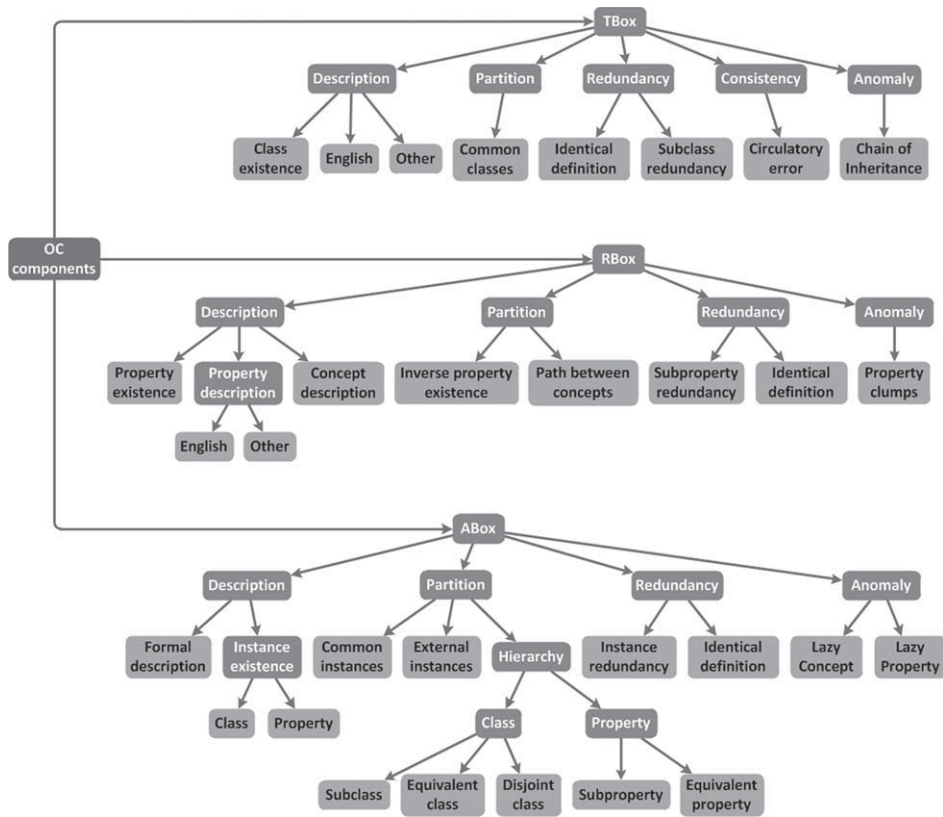 TBox
Description
Partition
Redundancy
Consistency
Anomaly
Class
existence
English
Other
Common
classes
Identical
definition
Subclass
redundancy
Circulatory
error
Chain of
Inheritance
OC
components
RBox
Description
Partition
Redundancy
Anomaly
Property
existence
Property
description
Concept
description
Inverse property
existence
Path between
concepts
Subproperty
redundancy
Identical
definition
Property
clumps
English
Other
ABox
Description
Partition
Redundancy
Anomaly
Formal
description
Instance
existence
Common
instances
External
instances
Hierarchy
Instance
redundancy
Identical
definition
Lazy
Concept
Lazy
Property
Class
Property
Class
Property
Subclass
Equivalent
class
Disjoint
class
Subproperty
Equivalent
property